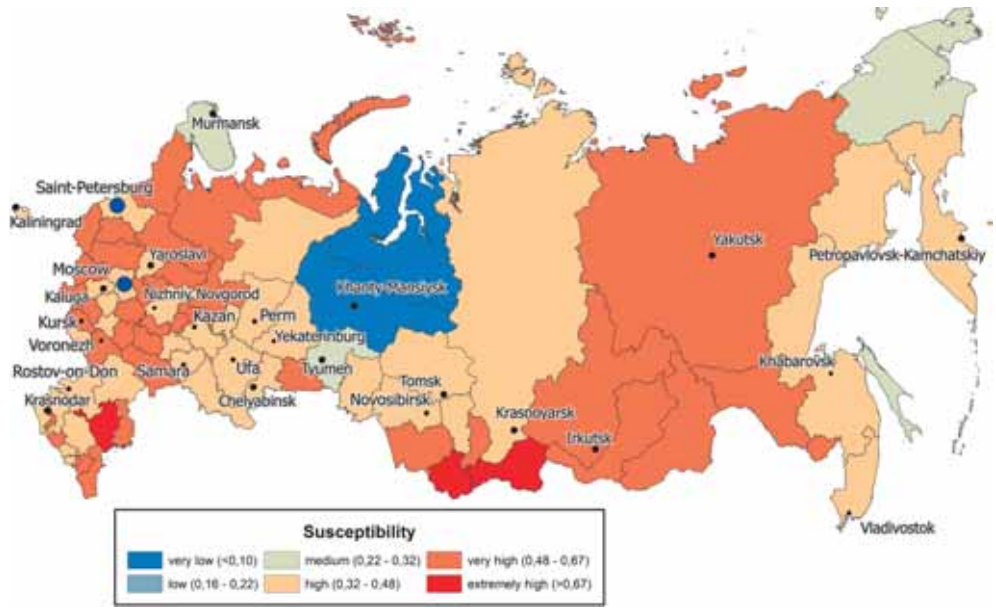 Murmansk
Saint-Petersburg
Kaliningrad
Yaroslavl
Moscow
Kaluga
Nizhniy Novgorod
Kursk
Kazan
Perm
Voronezh
Yekaterinburg
Rostov-on-Don
Samara
Ufa
Tyumen
Krasnodar
Chelyabinsk
Khanty-Mansiysk
Tomsk
Novosibirsk
Krasnoyarsk
Irkutsk
Yakutsk
Petropavlovsk-Kamchatskiy
Khabarovsk
Vladivostok
Susceptibility
very low (<0,10) medium (0,22 - 0,32) very high (0,48 - 0,67)
low (0,16 - 0,22) high (0,32 - 0,48) extremely high (>0,67)